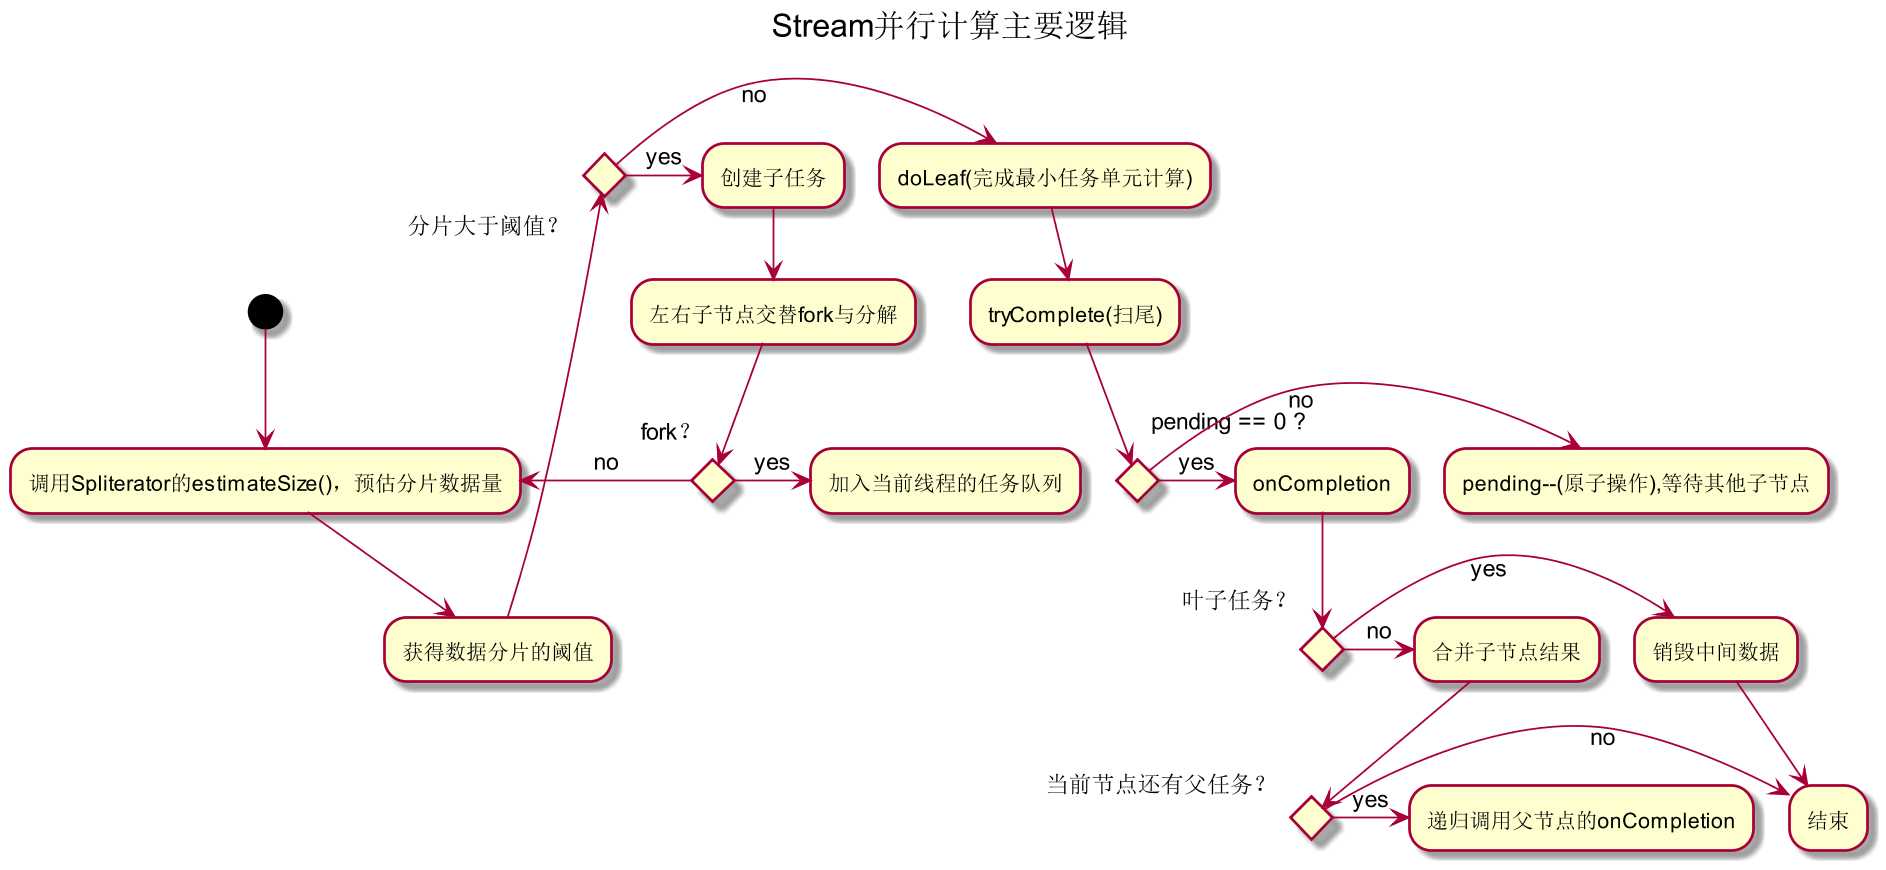 Stream并行计算主要逻辑
no
yes
创建子任务
doLeaf(完成最小任务单元计算)
分片大于阈值？
左右子节点交替fork与分解
tryComplete(扫尾)
no
pending == 0 ?
fork？
no
yes
yes
调用Spliterator的estimateSize()，预估分片数据量
加入当前线程的任务队列
onCompletion
pending--(原子操作),等待其他子节点
yes
叶子任务？
no
获得数据分片的阈值
合并子节点结果
销毁中间数据
no
当前节点还有父任务？
yes
递归调用父节点的onCompletion
结束